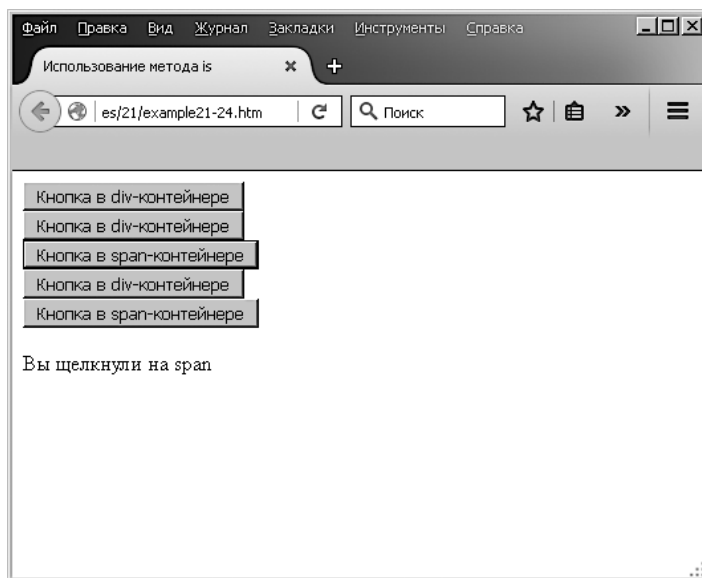 Файл Правка Вид Журнал Закладки Инструменты Справка
Использование метода is
es/21/example21-24.htm Поиск
Кнопка в div-контейнере
Кнопка в div-контейнере
Кнопка в span-контейнере
Кнопка в div-контейнере
Кнопка в span-контейнере
Вы щелкнули на span